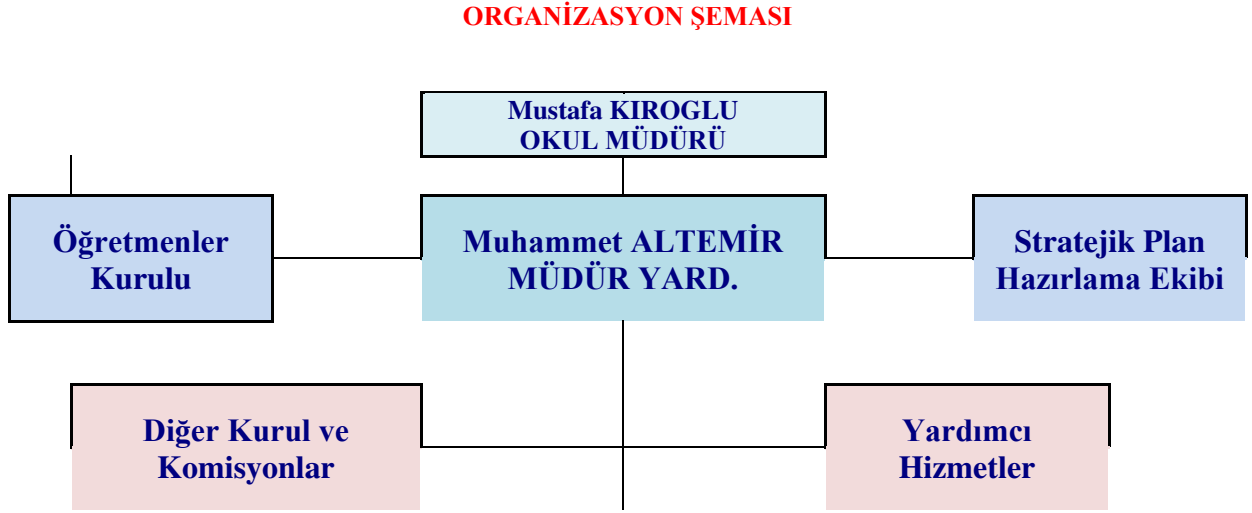 ORGANİZASYON ŞEMASI
Mustafa KIROGLU
OKUL MÜDÜRÜ
Öğretmenler
Kurulu
Muhammet ALTEMİR
MÜDÜR YARD.
Stratejik Plan
Hazırlama Ekibi
Diğer Kurul ve
Komisyonlar
Yardımcı
Hizmetler